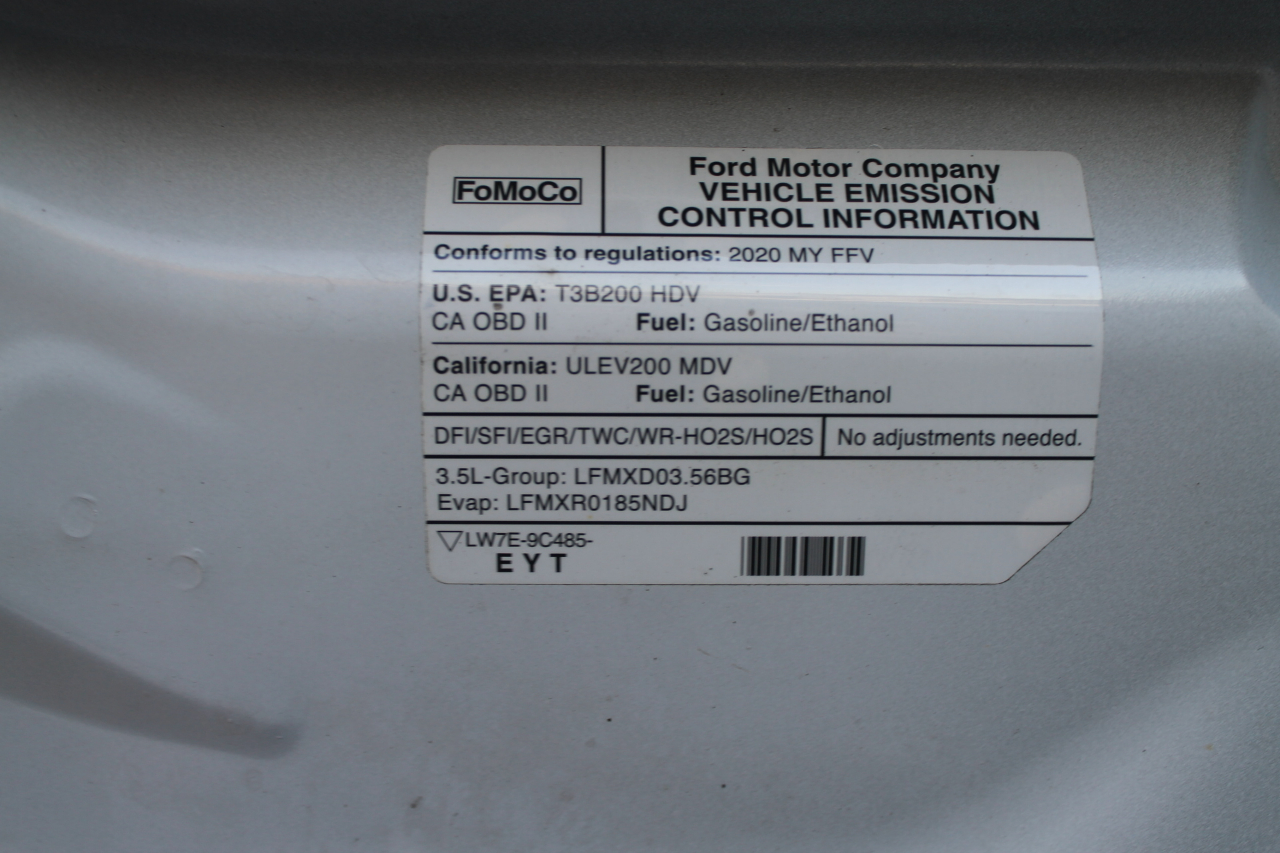 FoMoCo
Ford Motor Company
VEHICLE EMISSION
CONTROL INFORMATION
Conforms to regulations: 2020 MY FFV
U.S. EPA: T3B200 HDV
CA OBD II Fuel: Gasoline/Ethanol
California: ULEV200 MDV
CA OBD II Fuel: Gasoline/Ethanol
DFI/SFI/EGR/TWC/WR-HO2S/HO2S No adjustments needed.
3.5L-Group: LFMXD03.56BG
Evap: LFMXR0185NDJ
LW7E-9C485-
EYT